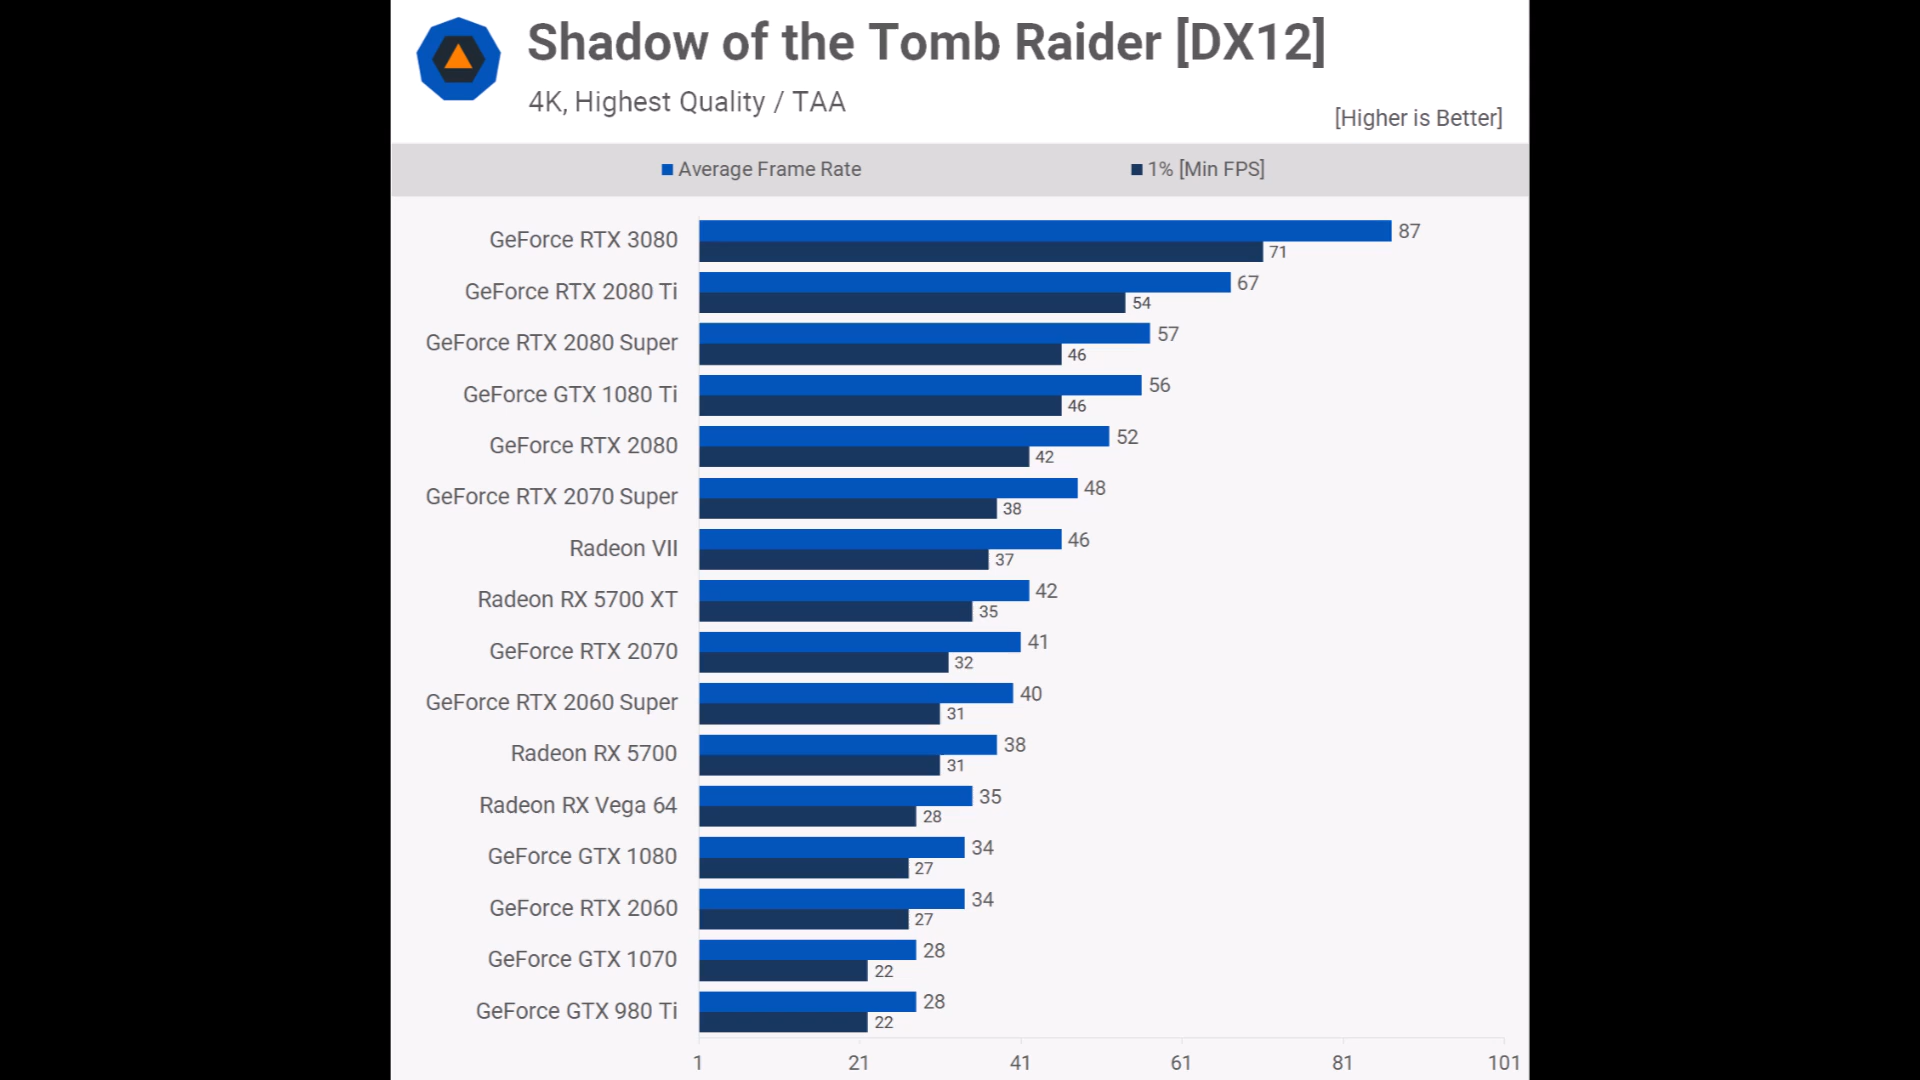 Shadow of the Tomb Raider [DX12]
4K, Highest Quality / TAA
[Higher is Better]
Average Frame Rate 1% [Min FPS]
GeForce RTX 3080 87
71
GeForce RTX 2080 Ti 67
54
GeForce RTX 2080 Super 57
46
GeForce GTX 1080 Ti 56
46
GeForce RTX 2080 52
42
GeForce RTX 2070 Super 48
38
Radeon VII 46
37
Radeon RX 5700 XT 42
35
GeForce RTX 2070 41
32
GeForce RTX 2060 Super 40
31
Radeon RX 5700 38
31
Radeon RX Vega 64 35
28
GeForce GTX 1080 34
27
GeForce RTX 2060 34
27
GeForce GTX 1070 28
22
GeForce GTX 980 Ti 28
22
1 21 41 61 81 101